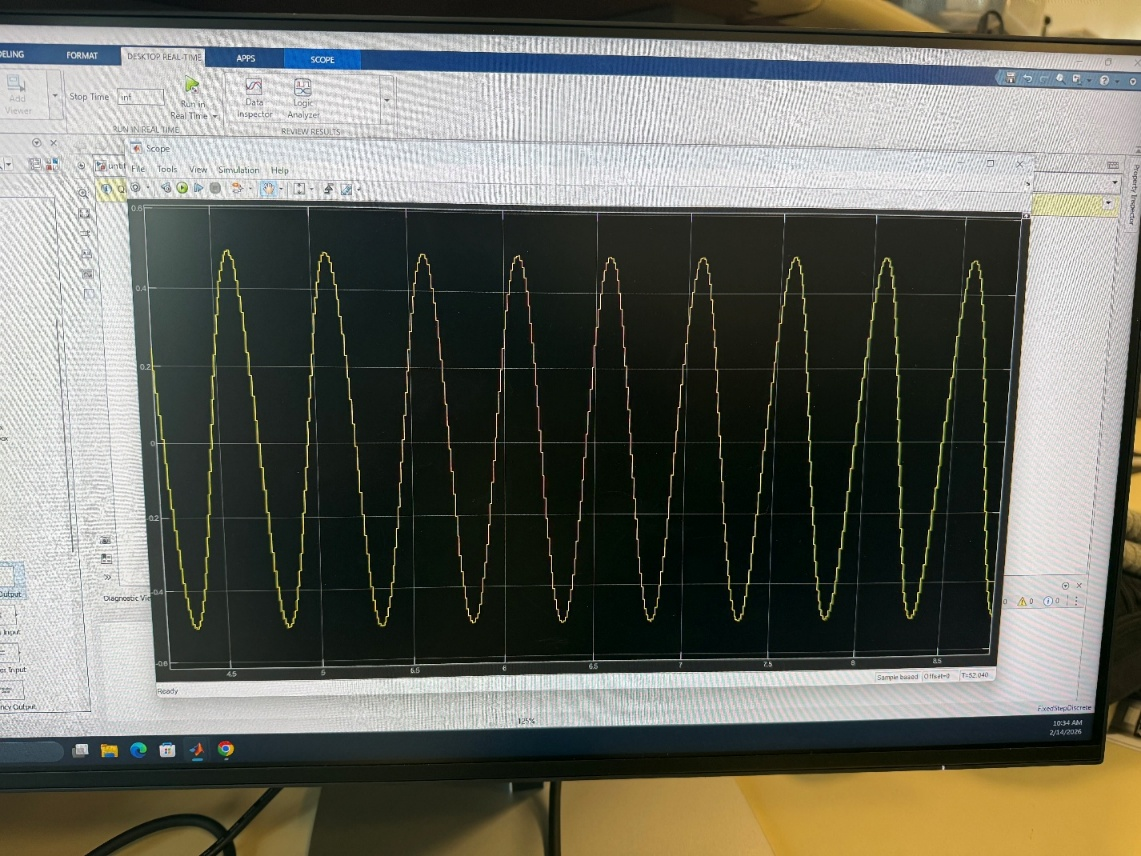 ELING FORMAT DESKTOP REAL-TIME APPS SCOPE
Add
Viewer
Stop Time inf
Run in
Real Time
Data
Inspector
Logic
Analyzer
RUN IN REAL TIME REVIEW RESULTS
Scope
File Tools View Simulation Help
Property Inspector
0.6
0.4
0.2
0
-0.2
-0.4
-0.6
4.5 5 5.5 6 6.5 7 7.5 8 8.5
Ready Sample based Offset=0 T=52.040
Diagnostic Vie
0 0
Output
Input
Input
ncy Output
125%
FixedStepDiscrete
10:34 AM
2/14/2026